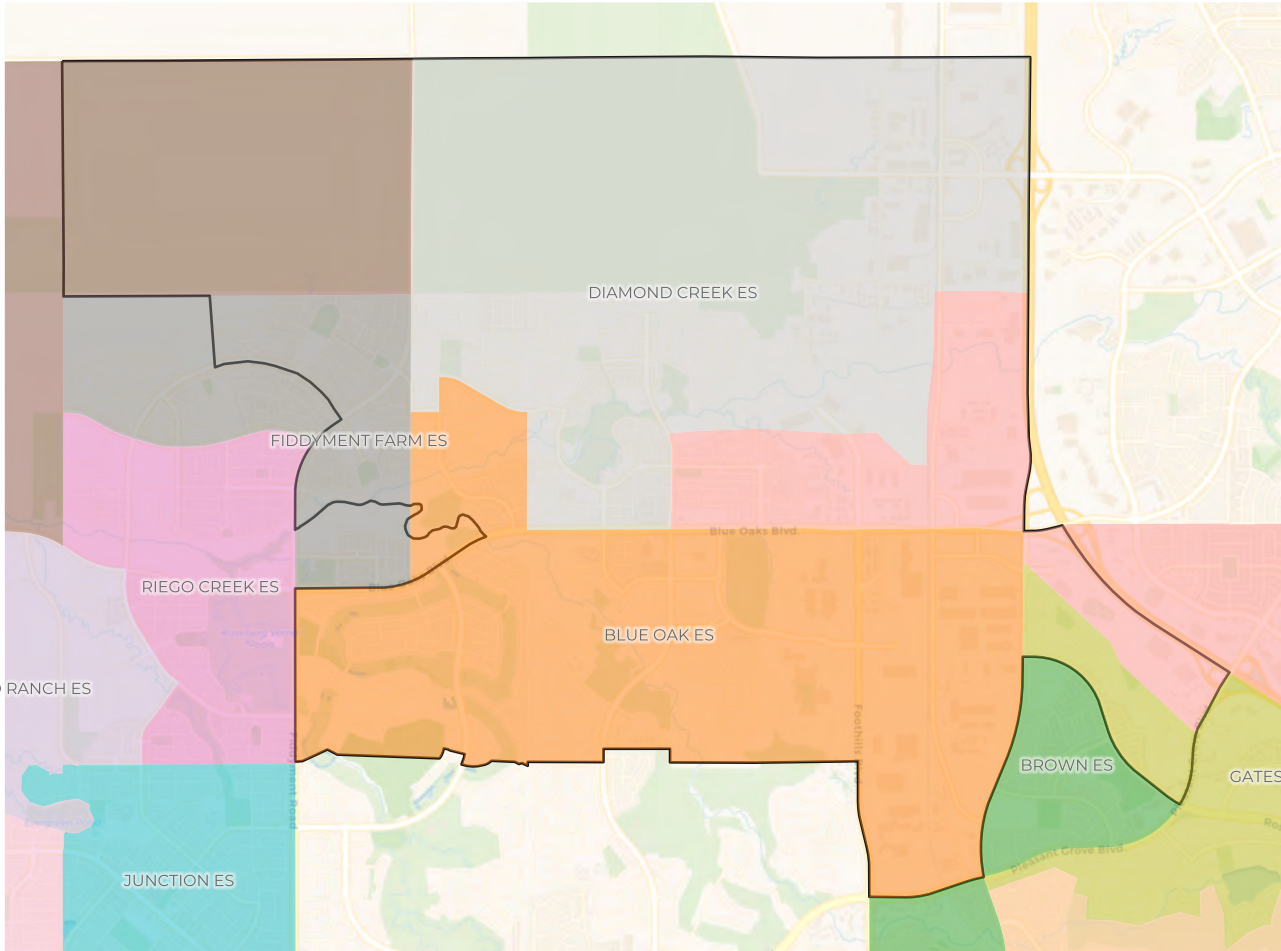 DIAMOND CREEK ES
FIDDYMENT FARM ES
Blue Oaks Blvd
RIEGO CREEK ES
BLUE OAK ES
RANCH ES
Foothills
Fiddyment Road
BROWN ES
GATES
Pleasant Grove Blvd.
JUNCTION ES